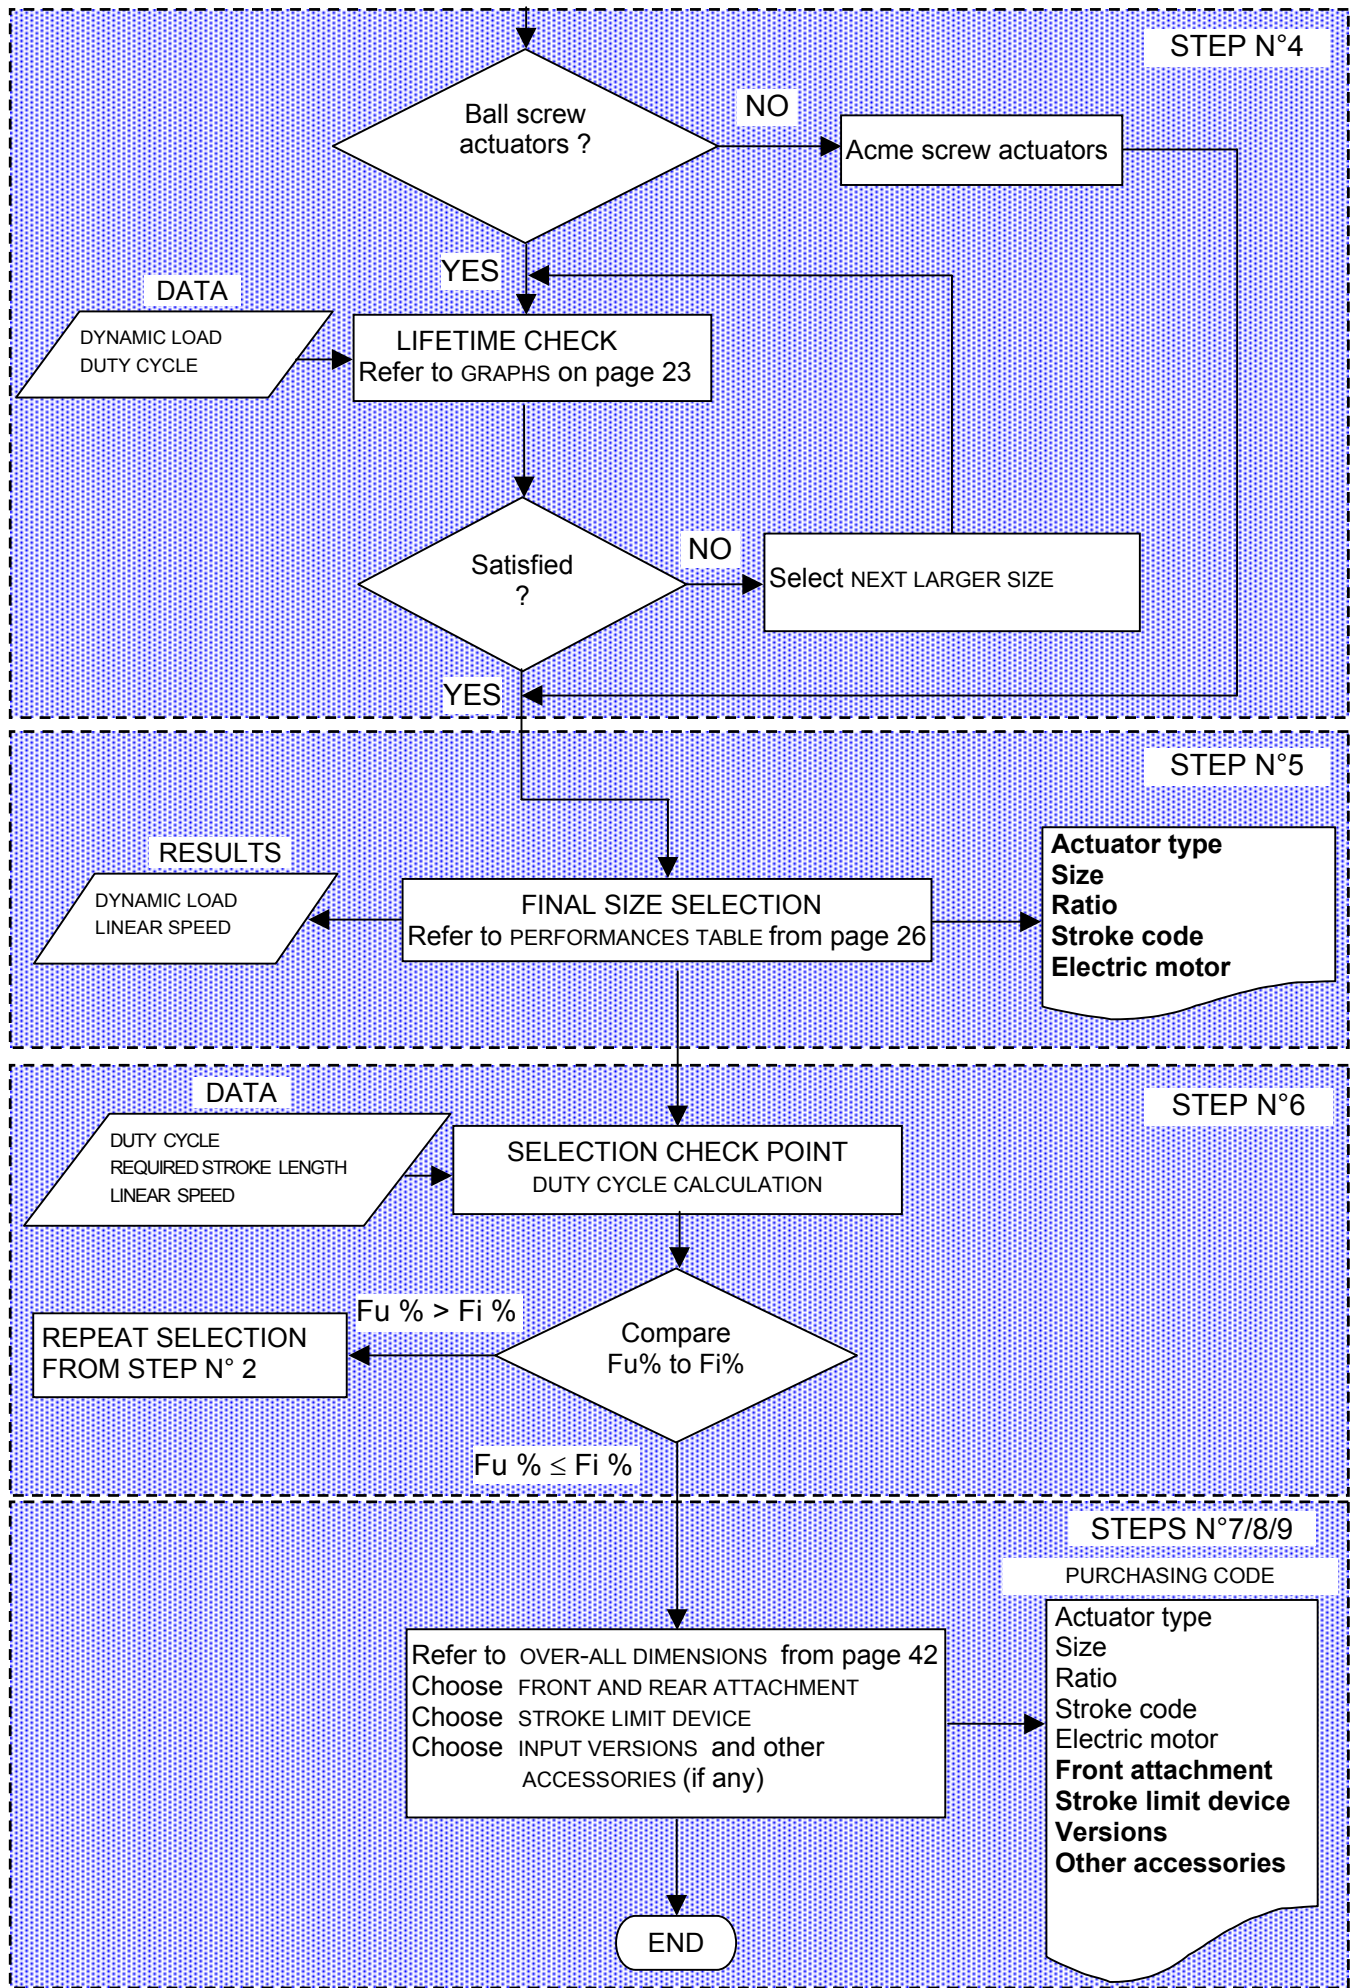 STEP N°4
Ball screw
actuators ?
NO
Acme screw actuators
YES
DATA
DYNAMIC LOAD
DUTY CYCLE
LIFETIME CHECK
Refer to GRAPHS on page 23
Satisfied
?
NO
Select NEXT LARGER SIZE
YES
STEP N°5
RESULTS
DYNAMIC LOAD
LINEAR SPEED
FINAL SIZE SELECTION
Refer to PERFORMANCES TABLE from page 26
Actuator type
Size
Ratio
Stroke code
Electric motor
STEP N°6
DATA
DUTY CYCLE
REQUIRED STROKE LENGTH
LINEAR SPEED
SELECTION CHECK POINT
DUTY CYCLE CALCULATION
Fu % > Fi %
REPEAT SELECTION
FROM STEP N° 2
Compare
Fu% to Fi%
Fu % ≤ Fi %
STEPS N°7/8/9
PURCHASING CODE
Refer to OVER-ALL DIMENSIONS from page 42
Choose FRONT AND REAR ATTACHMENT
Choose STROKE LIMIT DEVICE
Choose INPUT VERSIONS and other
ACCESSORIES (if any)
Actuator type
Size
Ratio
Stroke code
Electric motor
Front attachment
Stroke limit device
Versions
Other accessories
END